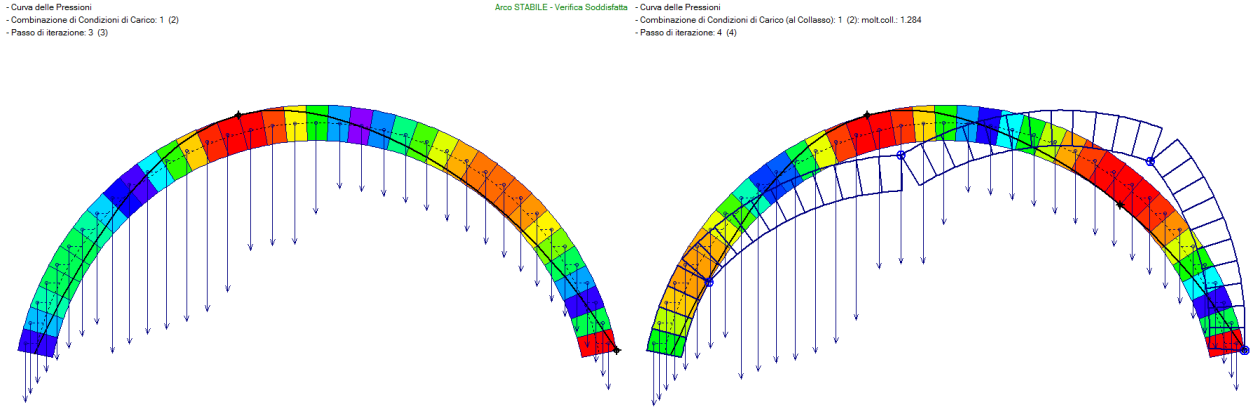 - Curva delle Pressioni
- Combinazione di Condizioni di Carico: 1 (2)
- Passo di iterazione: 3 (3)
Arco STABILE - Verifica Soddisfatta
- Curva delle Pressioni
- Combinazione di Condizioni di Carico (al Collasso): 1 (2): molt.coll.: 1.284
- Passo di iterazione: 4 (4)